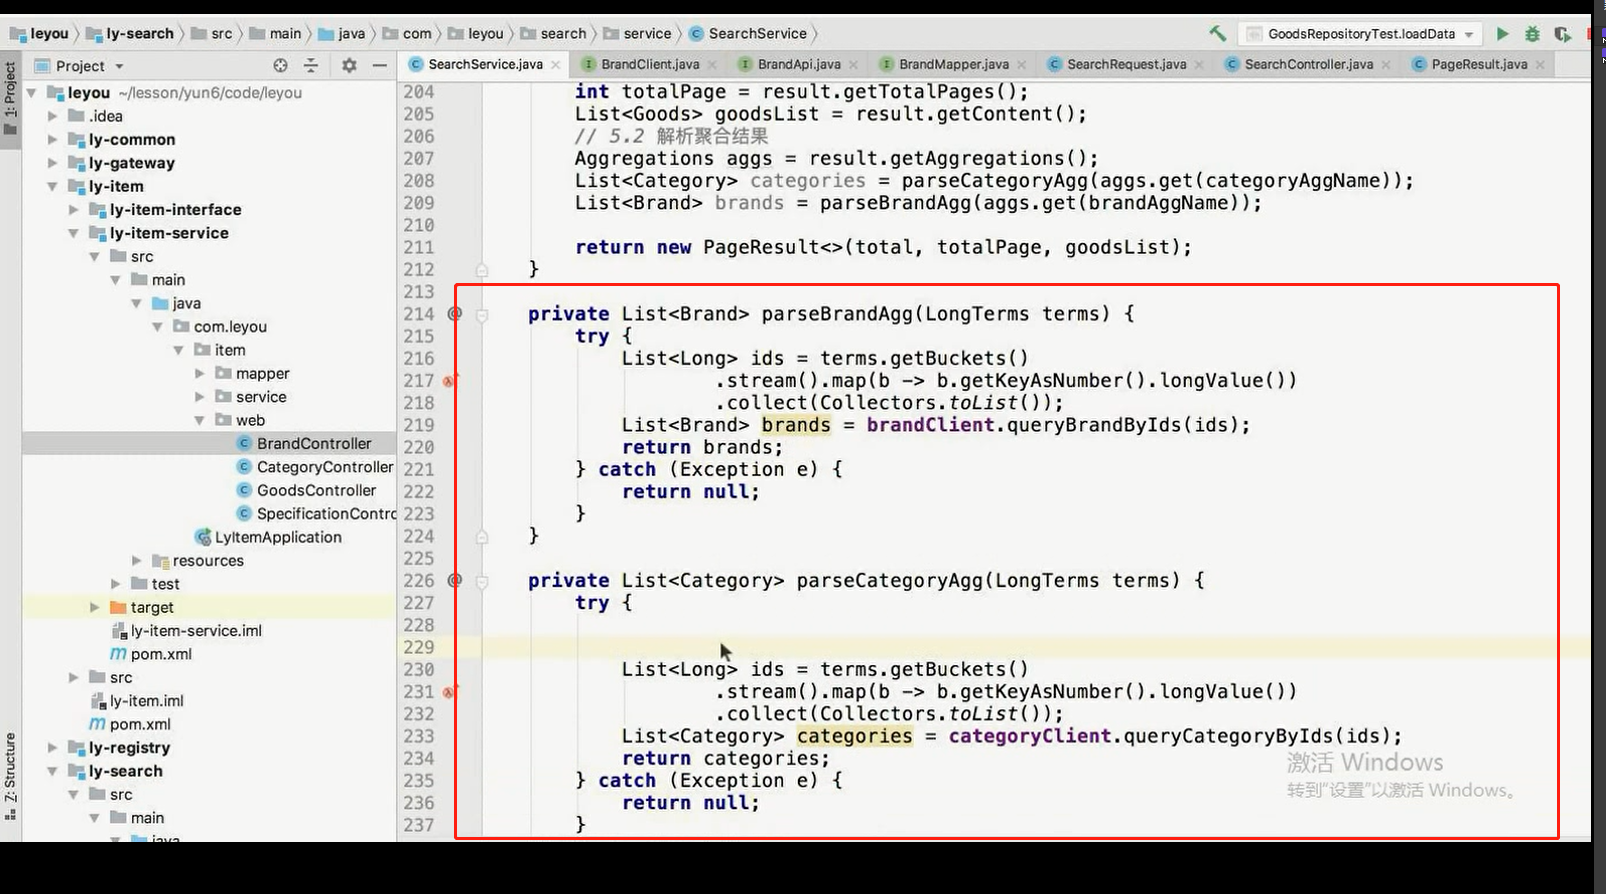 leyou ly-search src main java com leyou search service SearchService GoodsRepositoryTest.loadData
1: Project
Project
SearchService.java BrandClient.java BrandApi.java BrandMapper.java SearchRequest.java SearchController.java PageResult.java
leyou ~/lesson/yun6/code/leyou
.idea
ly-common
ly-gateway
ly-item
ly-item-interface
ly-item-service
src
main
java
com.leyou
item
mapper
service
web
BrandController
CategoryController
GoodsController
SpecificationContro
LyItemApplication
resources
test
target
ly-item-service.iml
pom.xml
src
ly-item.iml
pom.xml
ly-registry
ly-search
src
main
java
Z: Structure
204 int totalPage = result.getTotalPages();
205 List<Goods> goodsList = result.getContent();
206 // 5.2 解析聚合结果
207 Aggregations aggs = result.getAggregations();
208 List<Category> categories = parseCategoryAgg(aggs.get(categoryAggName));
209 List<Brand> brands = parseBrandAgg(aggs.get(brandAggName));
210
211 return new PageResult<>(total, totalPage, goodsList);
212 }
213
214 private List<Brand> parseBrandAgg(LongTerms terms) {
215 try {
216 List<Long> ids = terms.getBuckets()
217 .stream().map(b -> b.getKeyAsNumber().longValue())
218 .collect(Collectors.toList());
219 List<Brand> brands = brandClient.queryBrandByIds(ids);
220 return brands;
221 } catch (Exception e) {
222 return null;
223 }
224 }
225
226 private List<Category> parseCategoryAgg(LongTerms terms) {
227 try {
228
229
230 List<Long> ids = terms.getBuckets()
231 .stream().map(b -> b.getKeyAsNumber().longValue())
232 .collect(Collectors.toList());
233 List<Category> categories = categoryClient.queryCategoryByIds(ids);
234 return categories;
235 } catch (Exception e) {
236 return null;
237 }
激活 Windows
转到"设置"以激活 Windows。